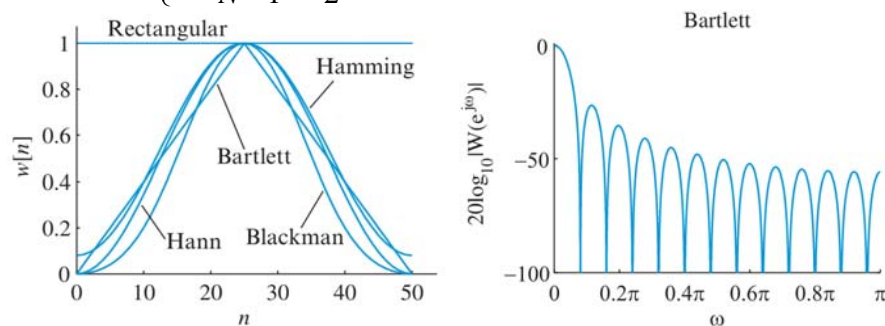 Rectangular
Hamming
Bartlett
Hann
Blackman
w[n]
1
0.8
0.6
0.4
0.2
0
0 10 20 30 40 50
n
Bartlett
20log10|W(e^jω)|
0
−50
−100
0 0.2π 0.4π 0.6π 0.8π π
ω